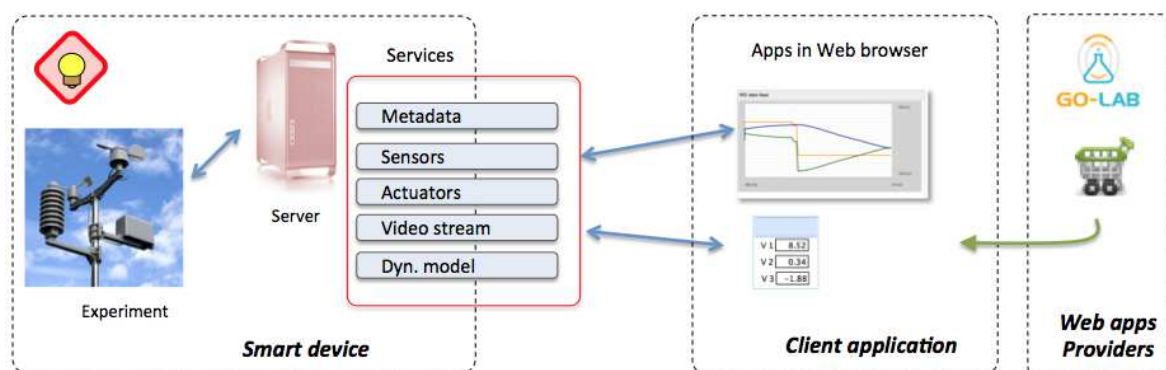 Services
Metadata
Sensors
Actuators
Video stream
Dyn. model
Server
Experiment
Smart device
Apps in Web browser
V 1 8.52
V 2 0.34
V 3 -1.88
Client application
GO-LAB
Web apps
Providers